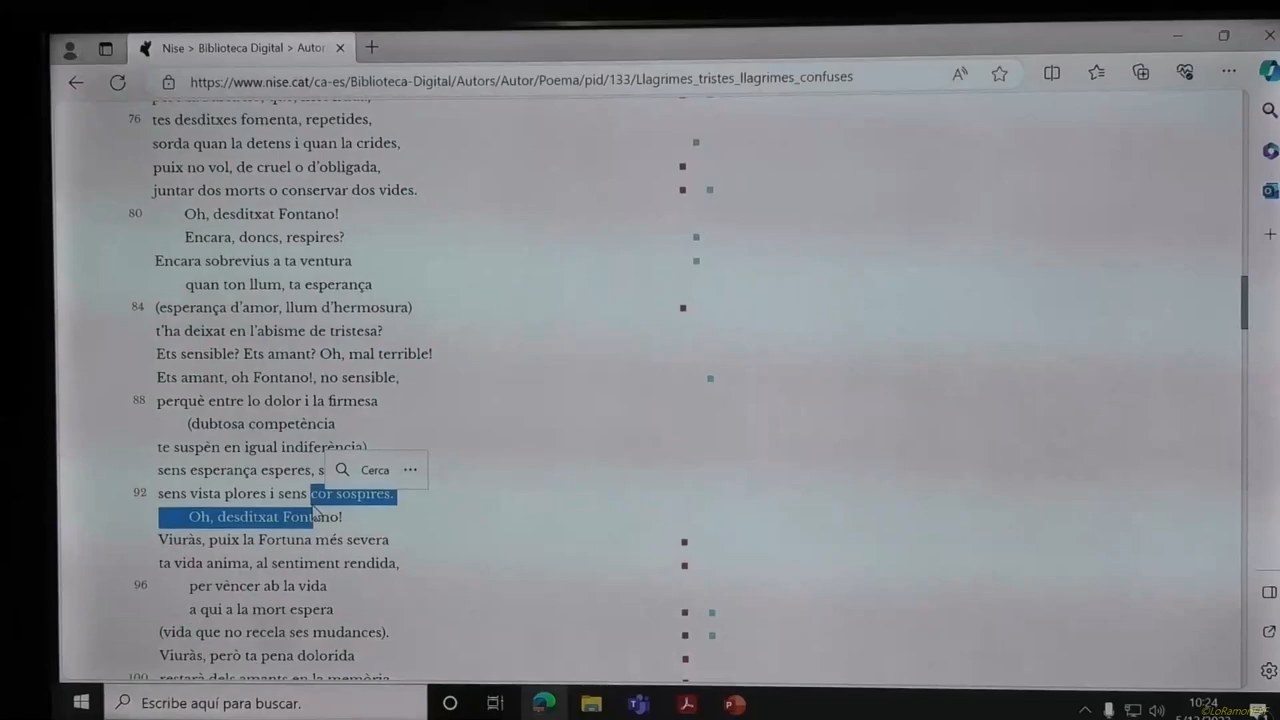 Nise > Biblioteca Digital > Autor
https://www.nise.cat/ca-es/Biblioteca-Digital/Autors/Autor/Poema/pid/133/Llagrimes_tristes_llagrimes_confuses
76 tes desditxes fomenta, repetides,
sorda quan la detens i quan la crides,
puix no vol, de cruel o d'obligada,
juntar dos morts o conservar dos vides.
80 Oh, desditxat Fontano!
Encara, doncs, respires?
Encara sobrevius a ta ventura
quan ton llum, ta esperança
84 (esperança d'amor, llum d'hermosura)
t'ha deixat en l'abisme de tristesa?
Ets sensible? Ets amant? Oh, mal terrible!
Ets amant, oh Fontano!, no sensible,
88 perquè entre lo dolor i la firmesa
(dubtosa competència
te suspèn en igual indiferència)
sens esperança esperes, s
Cerca
92 sens vista plores i sens cor sospires.
Oh, desditxat Fontano!
Viuràs, puix la Fortuna més severa
ta vida anima, al sentiment rendida,
96 per vèncer ab la vida
a qui a la mort espera
(vida que no recela ses mudances).
Viuràs, però ta pena dolorida
100 restarà dels amants en la memòria
Escribe aquí para buscar.
10:24